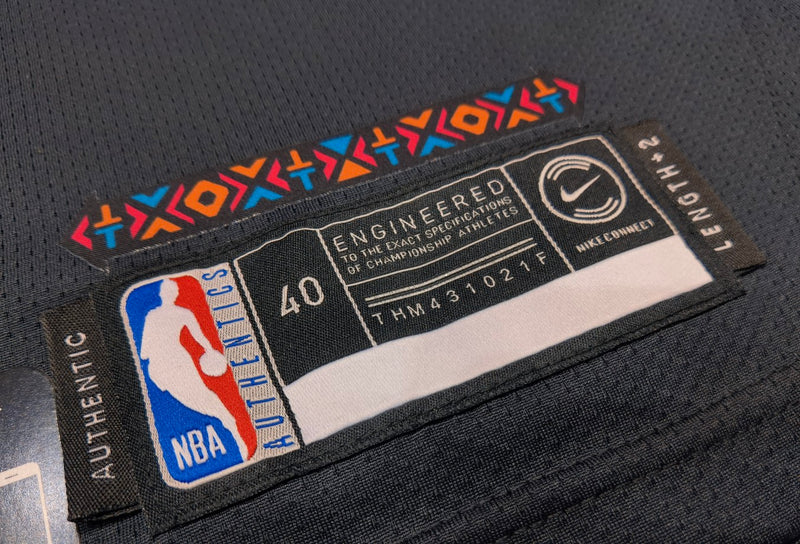 LENGTH+2
ENGINEERED
TO THE EXACT SPECIFICATIONS
OF CHAMPIONSHIP ATHLETES
40
THM431021F
NIKECONNECT
NBA
AUTHENTICS
AUTHENTIC